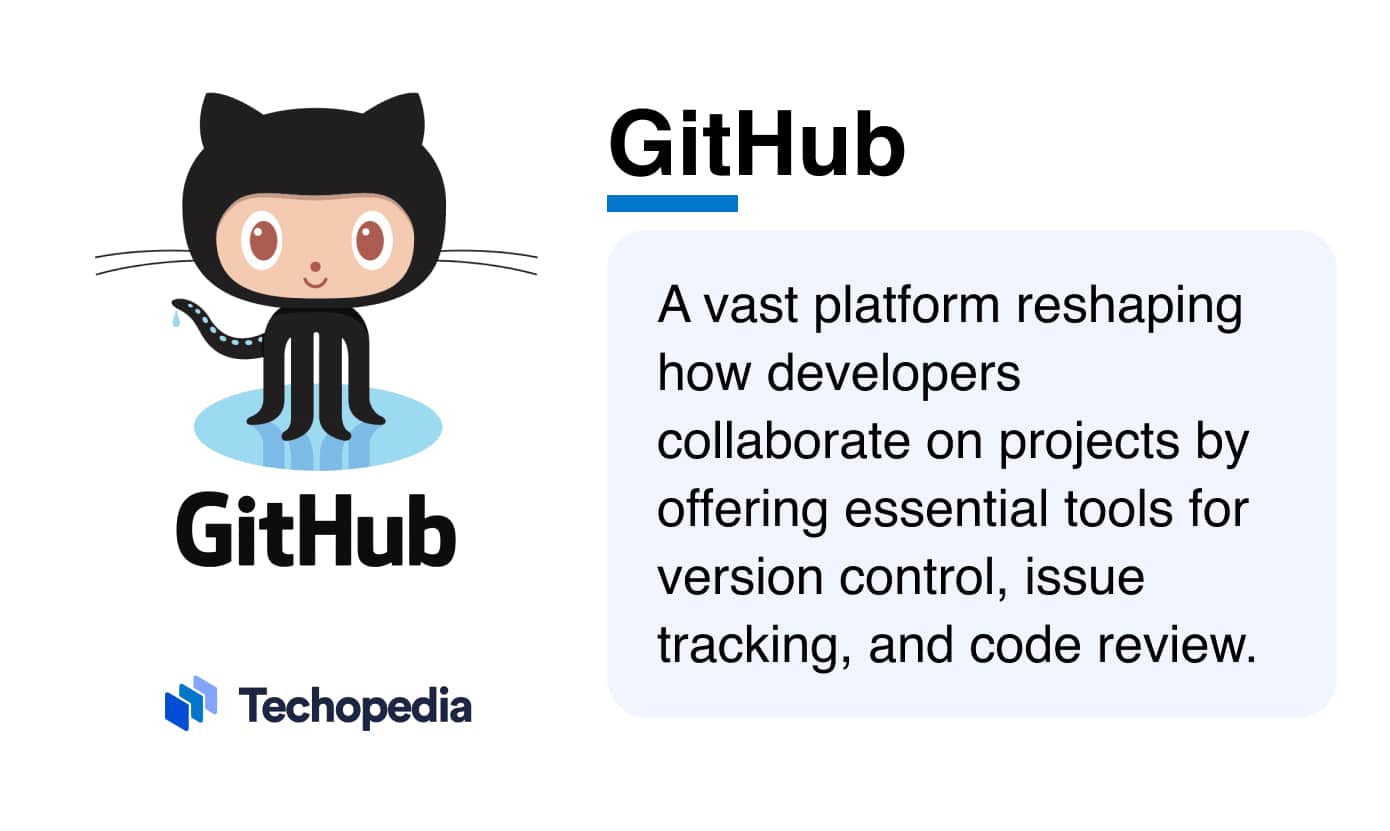 GitHub
Techopedia
GitHub
A vast platform reshaping
how developers
collaborate on projects by
offering essential tools for
version control, issue
tracking, and code review.